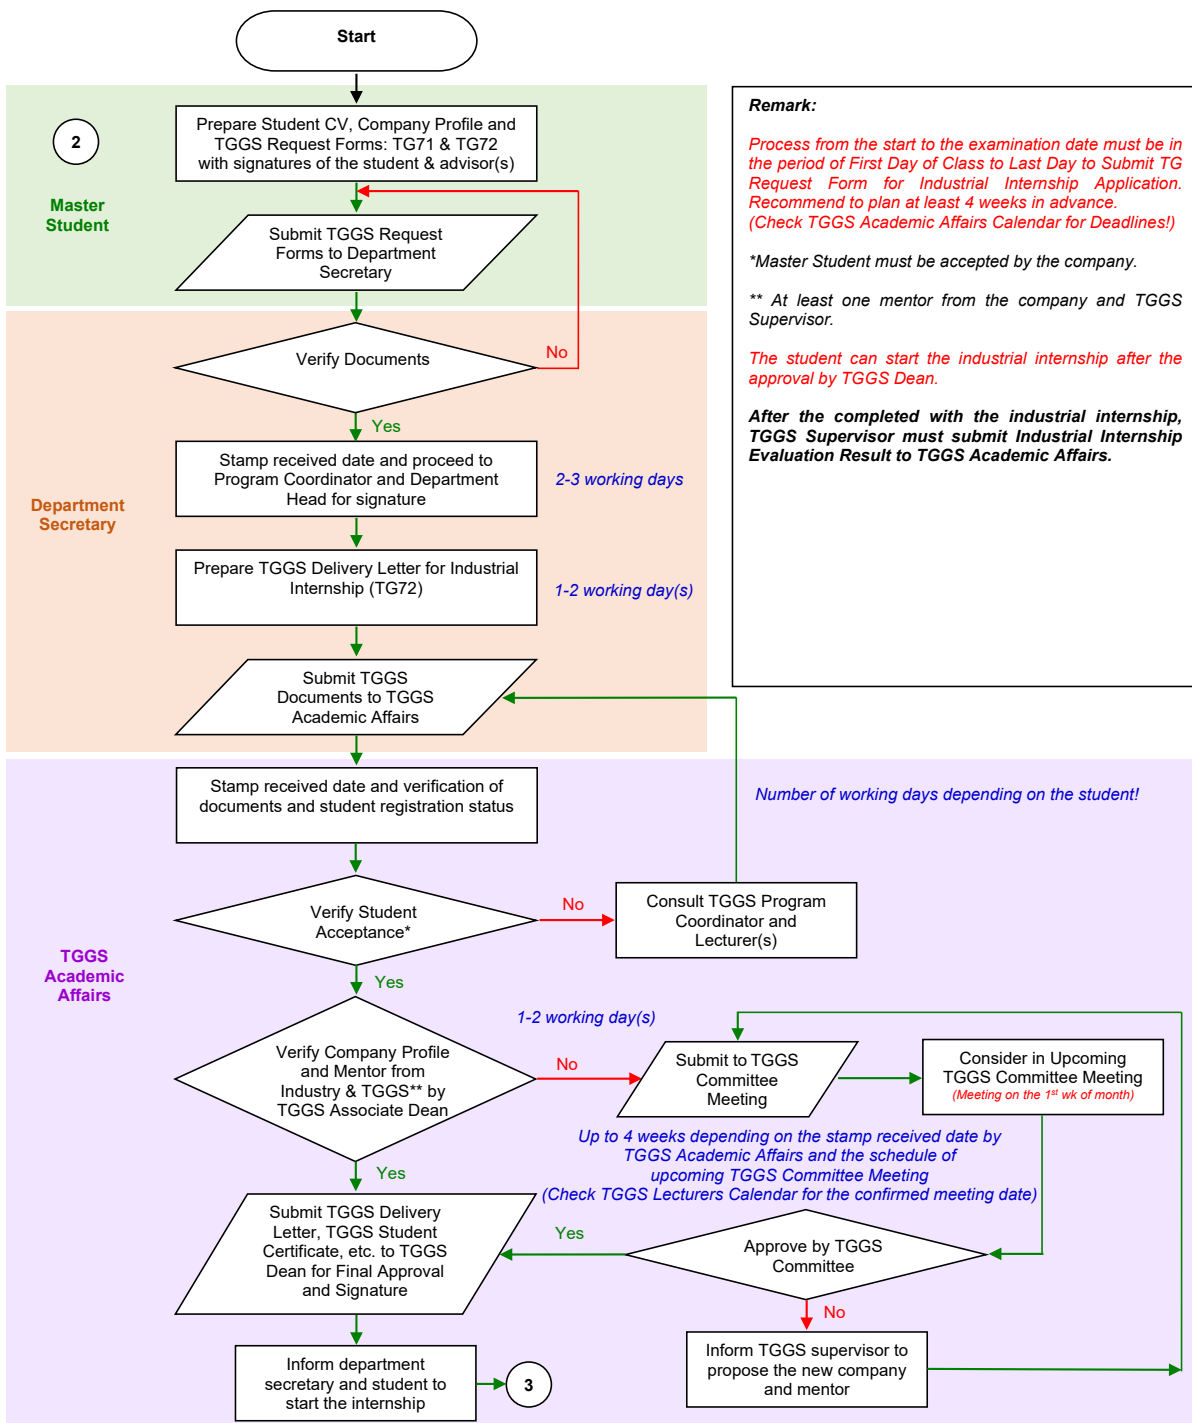 Start
2
Master
Student
Prepare Student CV, Company Profile and
TGGS Request Forms: TG71 & TG72
with signatures of the student & advisor(s)
Submit TGGS Request
Forms to Department
Secretary
Remark:
Process from the start to the examination date must be in
the period of First Day of Class to Last Day to Submit TG
Request Form for Industrial Internship Application.
Recommend to plan at least 4 weeks in advance.
(Check TGGS Academic Affairs Calendar for Deadlines!)
*Master Student must be accepted by the company.
** At least one mentor from the company and TGGS
Supervisor.
The student can start the industrial internship after the
approval by TGGS Dean.
After the completed with the industrial internship,
TGGS Supervisor must submit Industrial Internship
Evaluation Result to TGGS Academic Affairs.
Department
Secretary
Verify Documents
No
Yes
Stamp received date and proceed to
Program Coordinator and Department
Head for signature
2-3 working days
Prepare TGGS Delivery Letter for Industrial
Internship (TG72)
1-2 working day(s)
Submit TGGS
Documents to TGGS
Academic Affairs
TGGS
Academic
Affairs
Stamp received date and verification of
documents and student registration status
Number of working days depending on the student!
Verify Student
Acceptance*
No
Consult TGGS Program
Coordinator and
Lecturer(s)
Yes
1-2 working day(s)
Verify Company Profile
and Mentor from
Industry & TGGS** by
TGGS Associate Dean
No
Submit to TGGS
Committee
Meeting
Consider in Upcoming
TGGS Committee Meeting
(Meeting on the 1st wk of month)
Up to 4 weeks depending on the stamp received date by
TGGS Academic Affairs and the schedule of
upcoming TGGS Committee Meeting
(Check TGGS Lecturers Calendar for the confirmed meeting date)
Yes
Submit TGGS Delivery
Letter, TGGS Student
Certificate, etc. to TGGS
Dean for Final Approval
and Signature
Yes
Approve by TGGS
Committee
No
Inform TGGS supervisor to
propose the new company
and mentor
Inform department
secretary and student to
start the internship
3